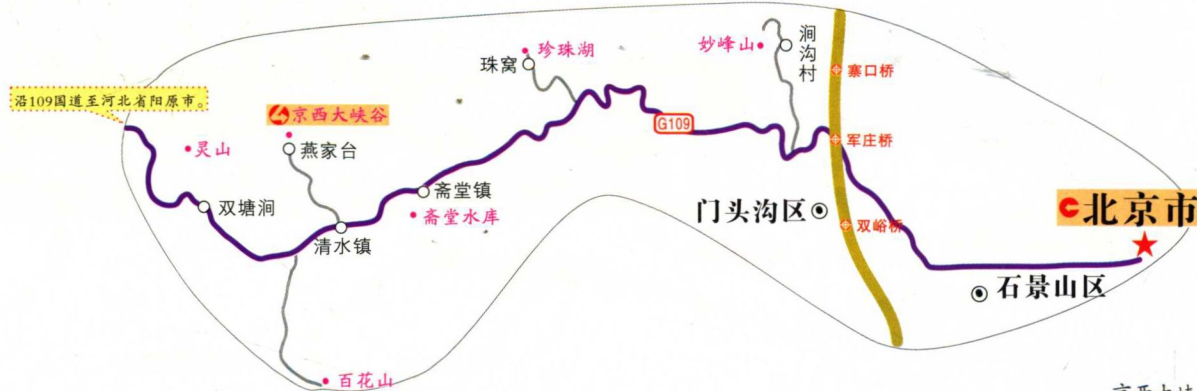 妙峰山
涧沟村
珍珠湖
珠窝
寨口桥
沿109国道至河北省阳原市。
京西大峡谷
G109
军庄桥
灵山
燕家台
斋堂镇
双塘涧
斋堂水库
门头沟区
北京市
双峪桥
清水镇
石景山区
百花山